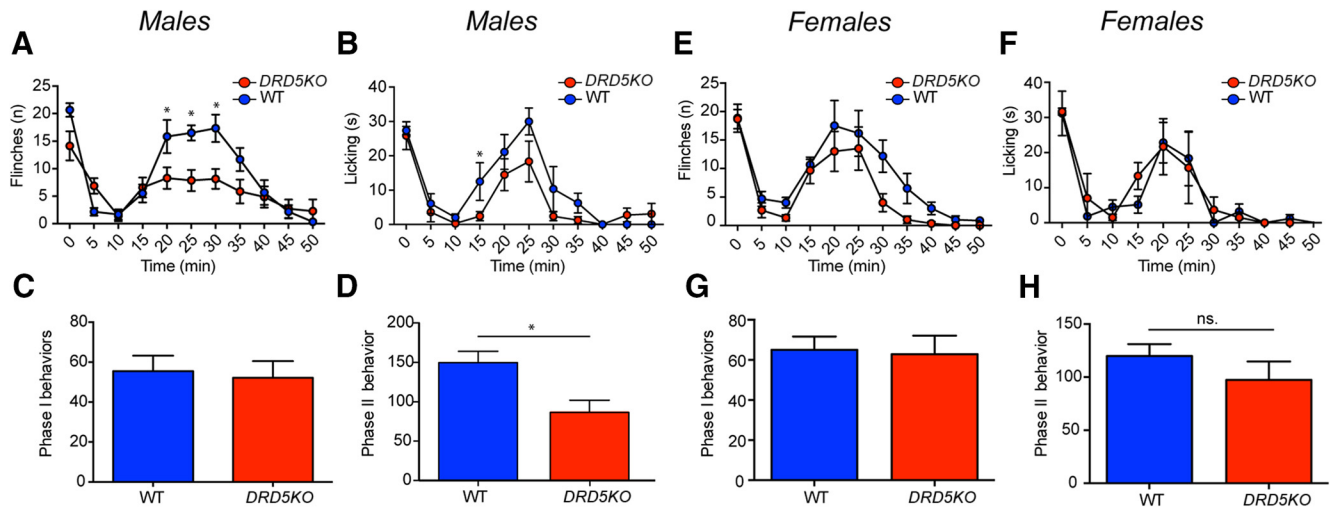 Males
Males
Females
Females
A
Flinches (n)
25
20
15
10
5
0
DRD5KO
WT
*
*
*
0
5
10
15
20
25
30
35
40
45
50
Time (min)
B
Licking (s)
40
30
20
10
0
DRD5KO
WT
*
0
5
10
15
20
25
30
35
40
45
50
Time (min)
E
Flinches (n)
25
20
15
10
5
0
DRD5KO
WT
0
5
10
15
20
25
30
35
40
45
50
Time (min)
F
Licking (s)
40
30
20
10
0
DRD5KO
WT
0
5
10
15
20
25
30
35
40
45
50
Time (min)
C
Phase I behaviors
80
60
40
20
0
WT
DRD5KO
D
Phase II behavior
200
150
100
50
0
*
WT
DRD5KO
G
Phase I behaviors
80
60
40
20
0
WT
DRD5KO
H
Phase II behavior
150
100
50
0
ns.
WT
DRD5KO